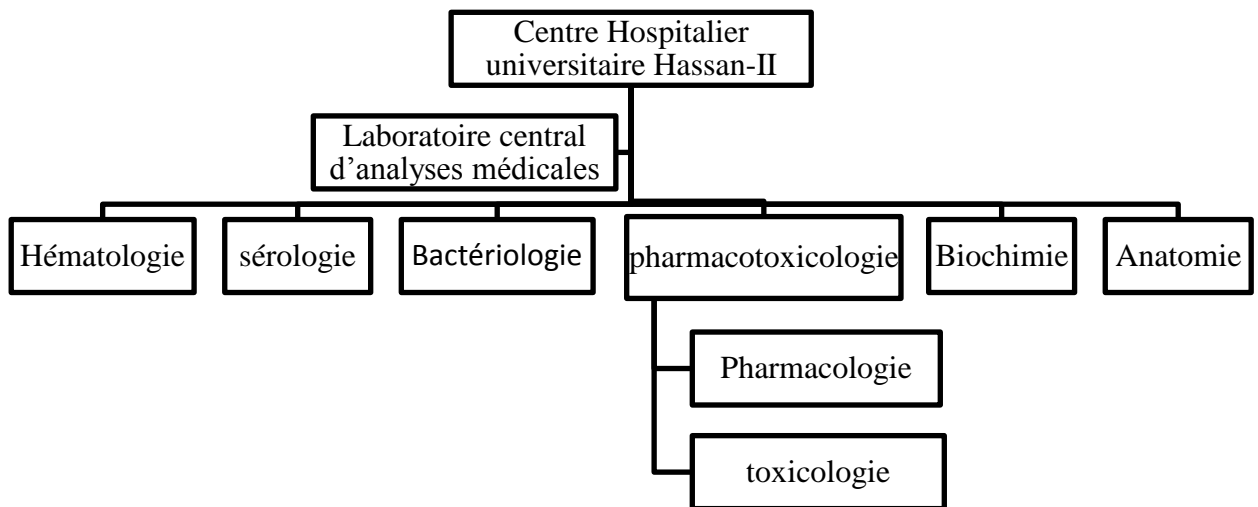 Centre Hospitalier
universitaire Hassan-II
Laboratoire central
d’analyses médicales
Hématologie
sérologie
Bactériologie
pharmacotoxicologie
Biochimie
Anatomie
Pharmacologie
toxicologie